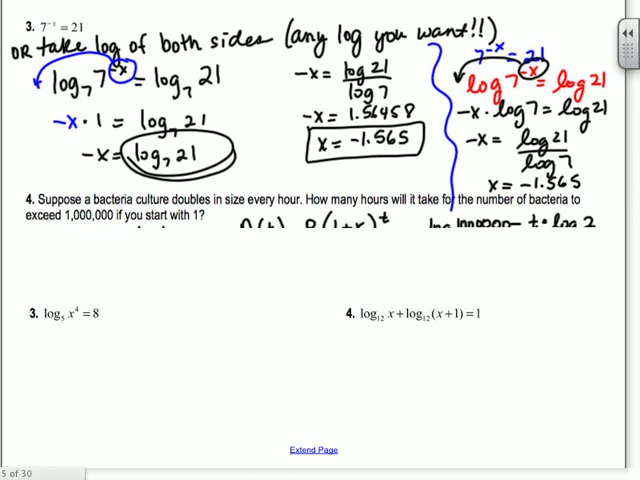 3. 7^{-x} = 21
OR take log of both sides (any log you want!!)
log₇ 7^{-x} = log₇ 21
-x · 1 = log₇ 21
-x = log₇ 21
-x = log 21 / log 7
-x = 1.56458
x = -1.565
7^{-x} = 21
log 7^{-x} = log 21
-x · log 7 = log 21
-x = log 21 / log 7
x = -1.565
4. Suppose a bacteria culture doubles in size every hour. How many hours will it take for the number of bacteria to
exceed 1,000,000 if you start with 1?
t · log 2
3. log₅ x⁴ = 8
4. log₁₂ x + log₁₂ (x + 1) = 1
Extend Page
5 of 30